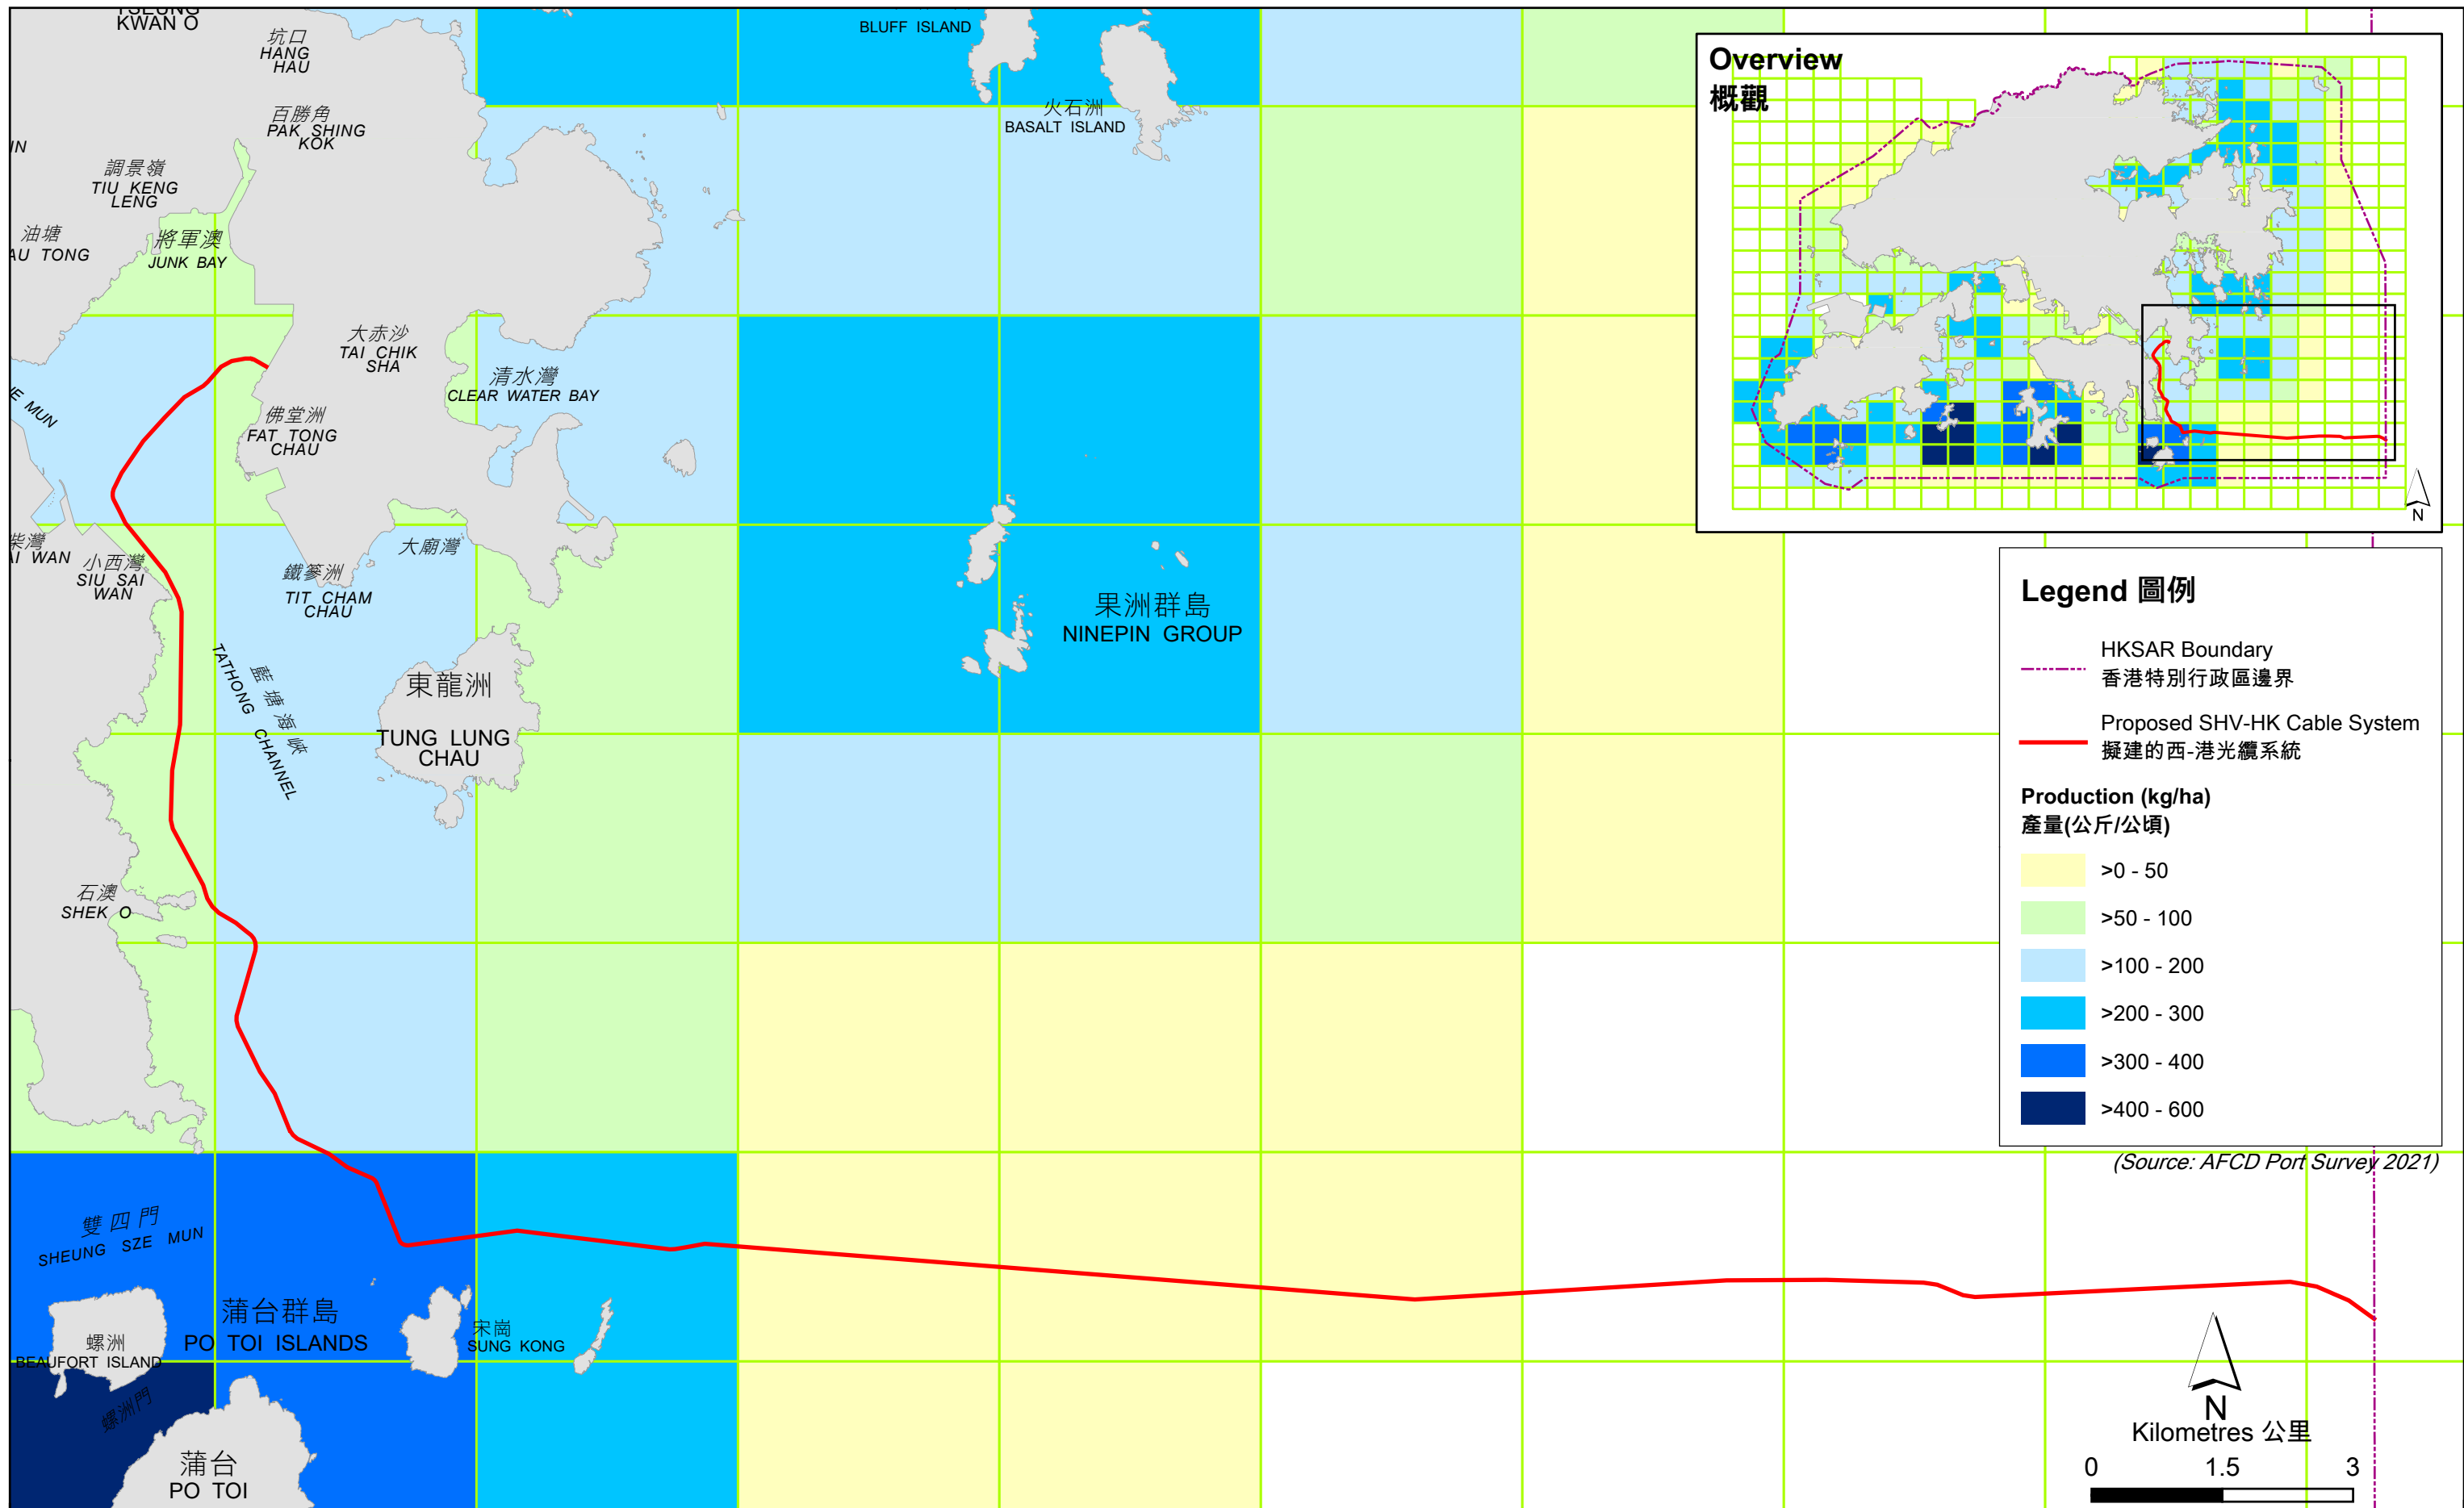 KWAN O
坑口
HANG
HAU
百勝角
PAK SHING
KOK
調景嶺
TIU KENG
LENG
油塘
AU TONG
將軍澳
JUNK BAY
大赤沙
TAI CHIK
SHA
清水灣
CLEAR WATER BAY
佛堂洲
FAT TONG
CHAU
BLUFF ISLAND
火石洲
BASALT ISLAND
E MUN
柴灣
AI WAN
小西灣
SIU SAI
WAN
大廟灣
鐵篸洲
TIT CHAM
CHAU
藍塘海峽
TATHONG CHANNEL
東龍洲
TUNG LUNG
CHAU
果洲群島
NINEPIN GROUP
石澳
SHEK O
雙四門
SHEUNG SZE MUN
蒲台群島
PO TOI ISLANDS
螺洲
BEAUFORT ISLAND
螺洲門
宋崗
SUNG KONG
蒲台
PO TOI
Overview
概觀
N
Legend 圖例
HKSAR Boundary
香港特別行政區邊界
Proposed SHV-HK Cable System
擬建的西-港光纜系統
Production (kg/ha)
產量(公斤/公頃)
>0 - 50
>50 - 100
>100 - 200
>200 - 300
>300 - 400
>400 - 600
(Source: AFCD Port Survey 2021)
N
Kilometres 公里
0 1.5 3